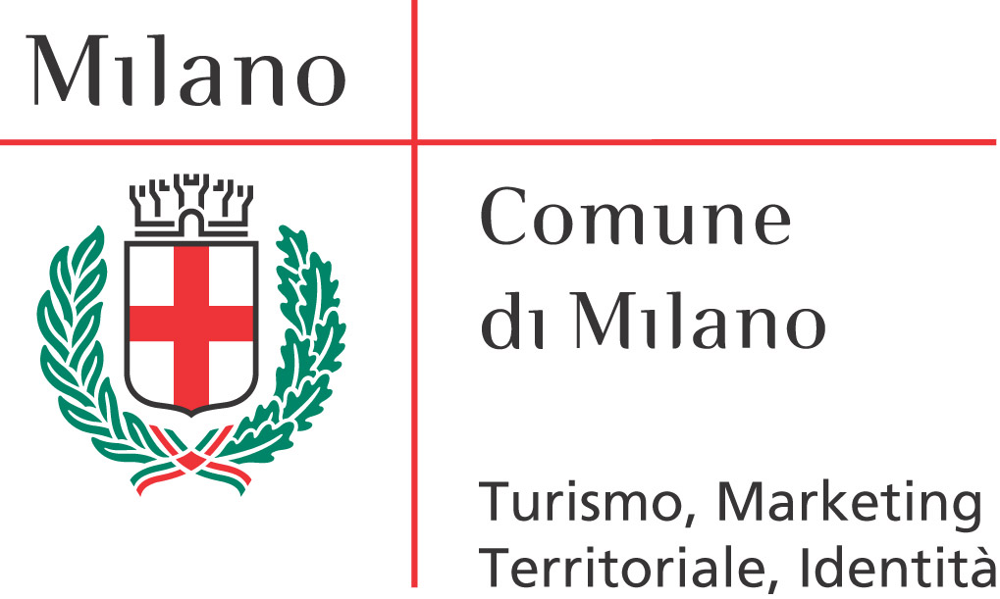 Milano
Comune
di Milano
Turismo, Marketing
Territoriale, Identità